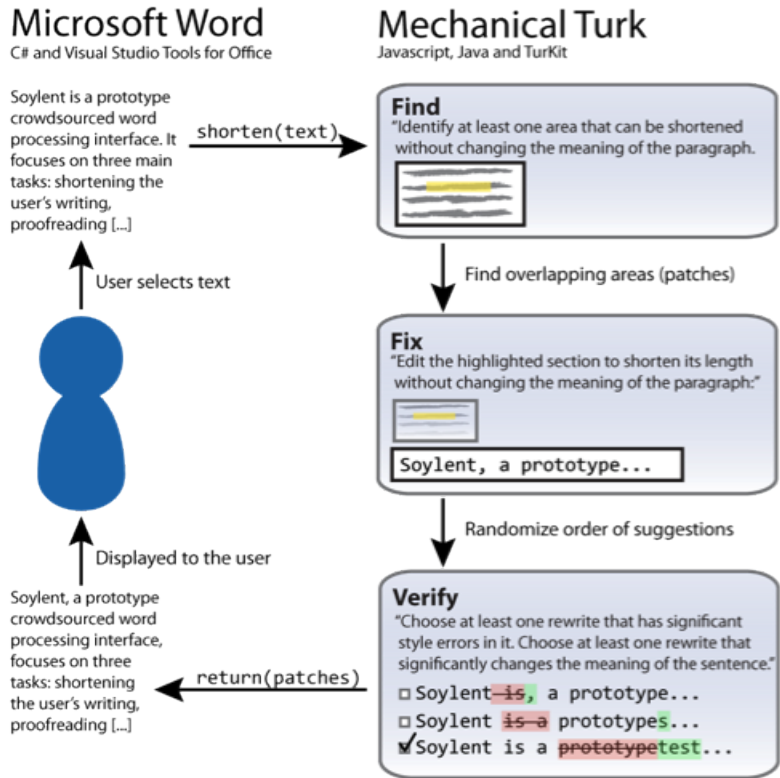 Microsoft Word
C# and Visual Studio Tools for Office
Soylent is a prototype
crowdsourced word
processing interface. It
focuses on three main
tasks: shortening the
user's writing,
proofreading [...]
User selects text
Displayed to the user
Soylent, a prototype
crowdsourced word
processing interface,
focuses on three
tasks: shortening
the user's writing,
proofreading [...]
shorten(text)
return(patches)
Mechanical Turk
Javascript, Java and TurKit
Find
"Identify at least one area that can be shortened
without changing the meaning of the paragraph.
Find overlapping areas (patches)
Fix
"Edit the highlighted section to shorten its length
without changing the meaning of the paragraph:"
Soylent, a prototype...
Randomize order of suggestions
Verify
"Choose at least one rewrite that has significant
style errors in it. Choose at least one rewrite that
significantly changes the meaning of the sentence."
Soylent is, a prototype...
Soylent is a prototypes...
Soylent is a prototypetest...